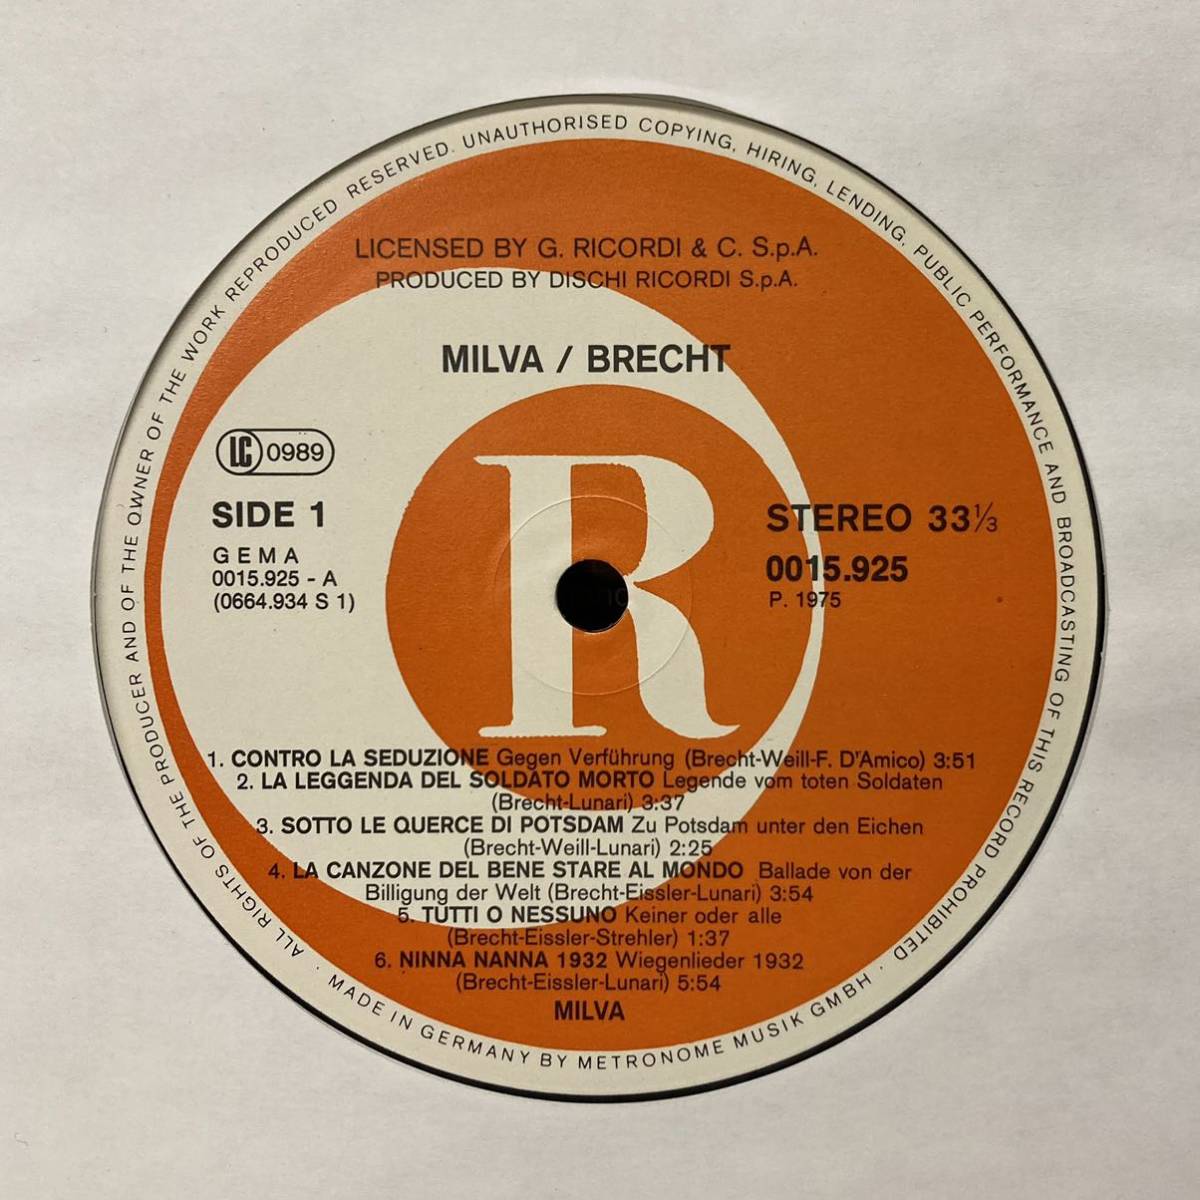 ALL RIGHTS OF THE PRODUCER AND OF THE OWNER OF THE WORK REPRODUCED RESERVED. UNAUTHORISED COPYING, HIRING, LENDING, PUBLIC PERFORMANCE AND BROADCASTING OF THIS RECORD PROHIBITED ·
LICENSED BY G. RICORDI & C. S.p.A.
PRODUCED BY DISCHI RICORDI S.p.A.
MILVA / BRECHT
LC 0989
SIDE 1
GEMA
0015.925 - A
(0664.934 S 1)
STEREO 33⅓
0015.925
P. 1975
R
1. CONTRO LA SEDUZIONE Gegen Verführung (Brecht-Weill-F. D'Amico) 3:51
2. LA LEGGENDA DEL SOLDATO MORTO Legende vom toten Soldaten
(Brecht-Lunari) 3:37
3. SOTTO LE QUERCE DI POTSDAM Zu Potsdam unter den Eichen
(Brecht-Weill-Lunari) 2:25
4. LA CANZONE DEL BENE STARE AL MONDO Ballade von der
Billigung der Welt (Brecht-Eissler-Lunari) 3:54
5. TUTTI O NESSUNO Keiner oder alle
(Brecht-Eissler-Strehler) 1:37
6. NINNA NANNA 1932 Wiegenlieder 1932
(Brecht-Eissler-Lunari) 5:54
MILVA
· MADE IN GERMANY BY METRONOME MUSIK GMBH ·